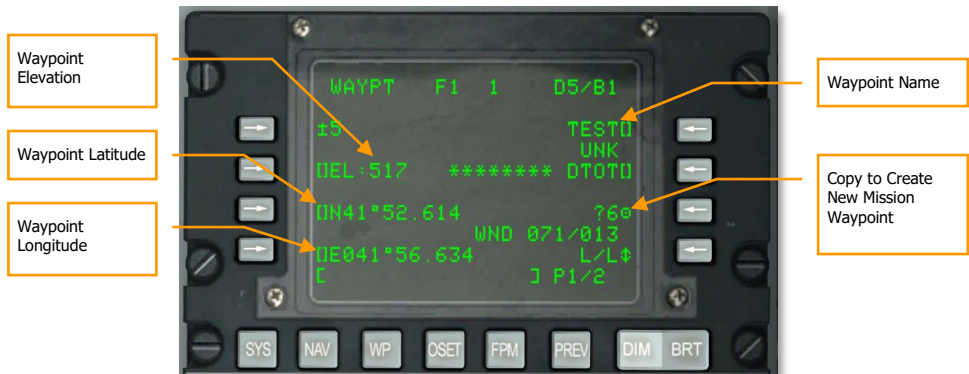 Waypoint
Elevation
Waypoint Latitude
Waypoint
Longitude
WAYPT F1 1 D5/B1
±5 TEST[]
UNK
[]EL:517 ******** DTOT[]
[]N41°52.614 ?6⊙
WND 071/013
[]E041°56.634 L/L↕
[ ] P1/2
SYS NAV WP OSET FPM PREV DIM BRT
Waypoint Name
Copy to Create
New Mission
Waypoint